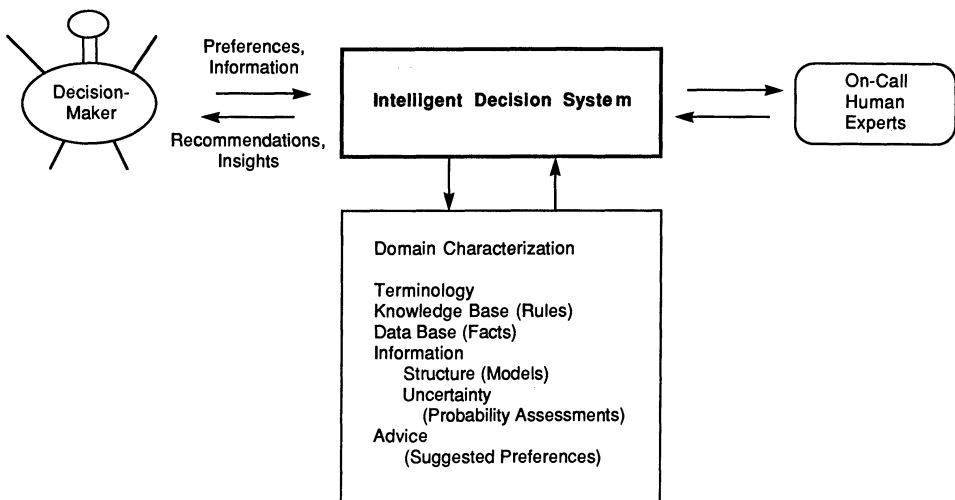 Decision-
Maker
Preferences,
Information
Recommendations,
Insights
Intelligent Decision System
On-Call
Human
Experts
Domain Characterization
Terminology
Knowledge Base (Rules)
Data Base (Facts)
Information
Structure (Models)
Uncertainty
(Probability Assessments)
Advice
(Suggested Preferences)